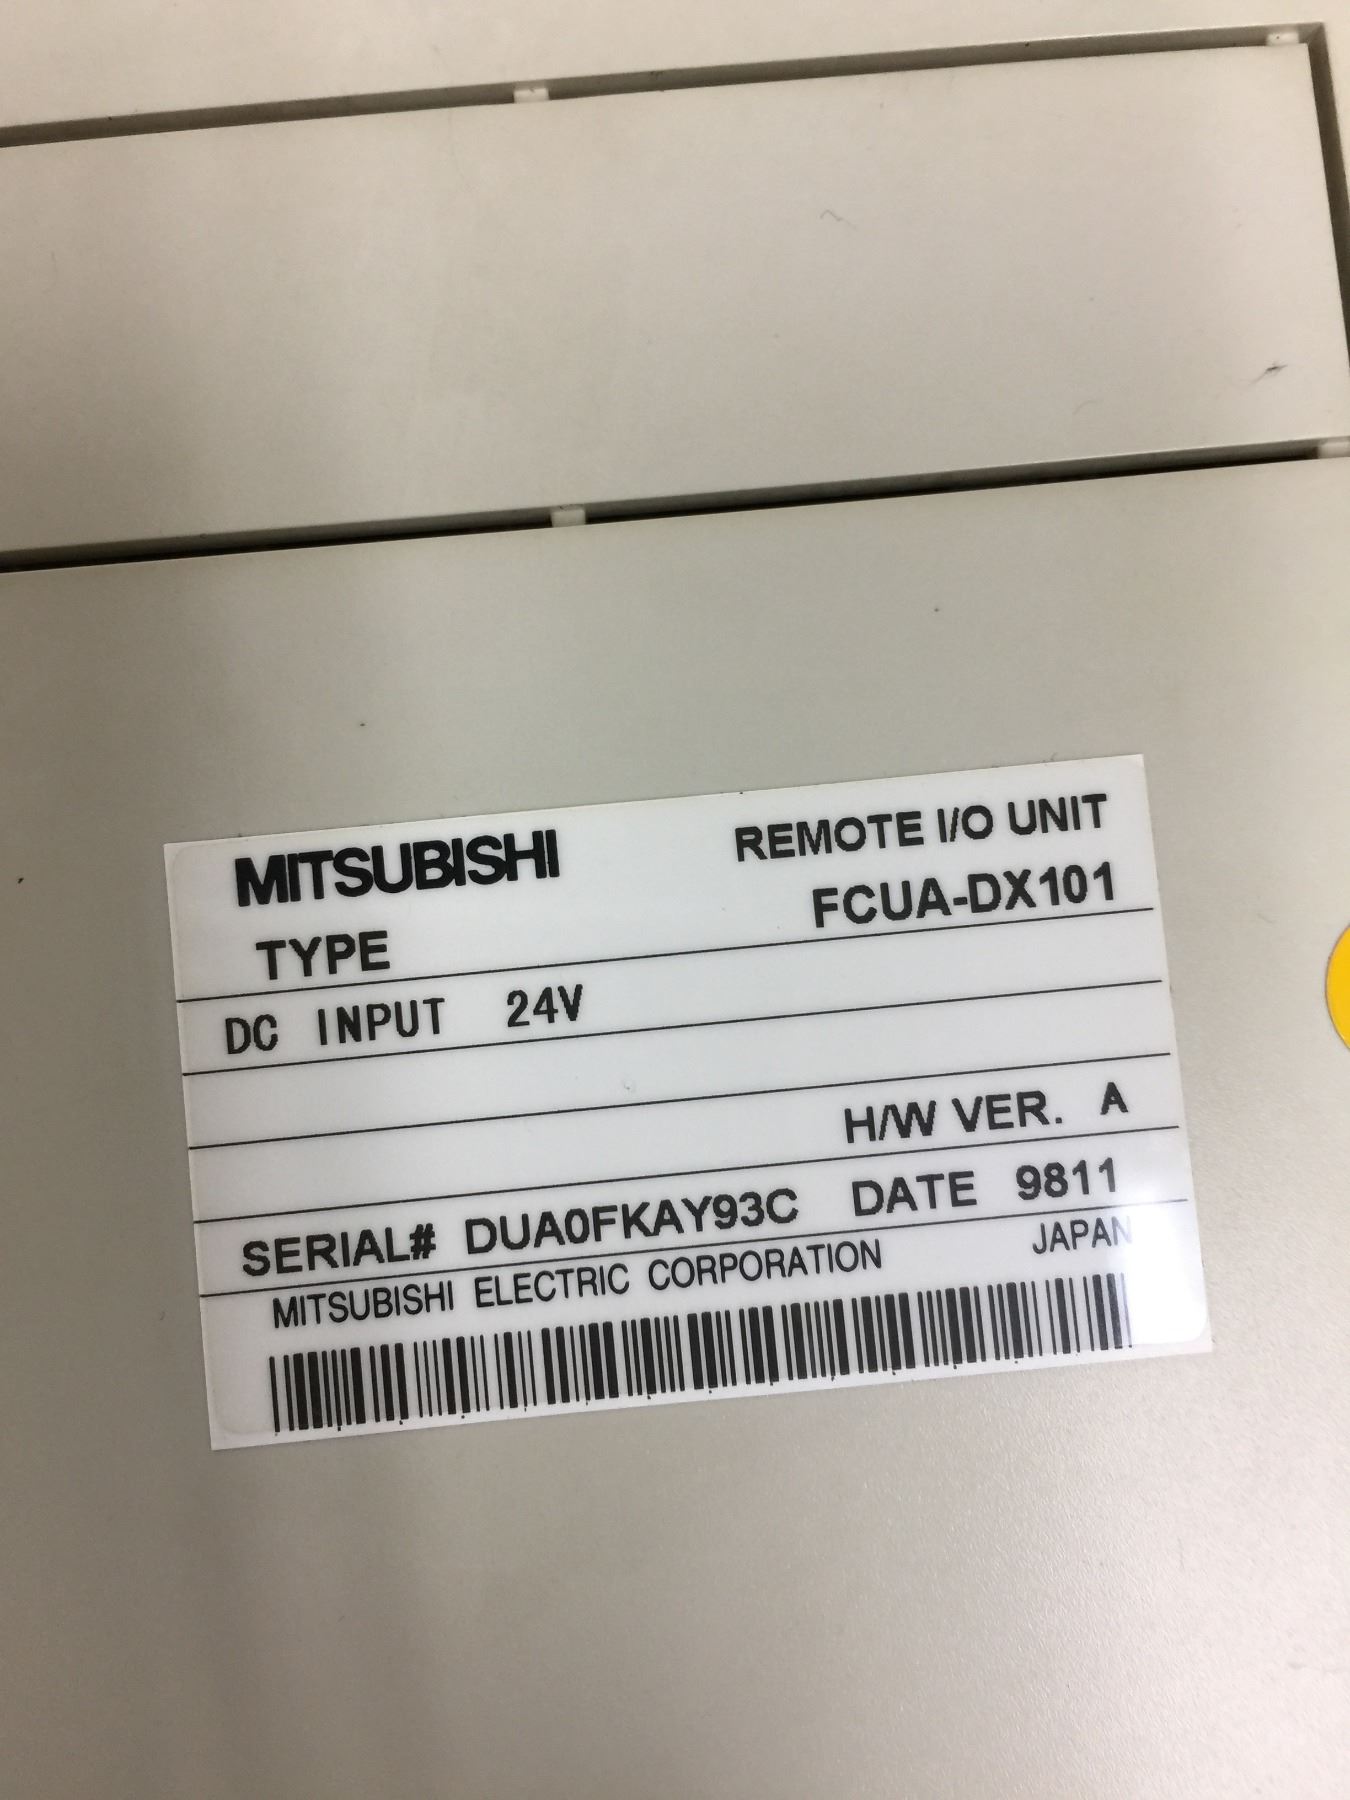 MITSUBISHI REMOTE I/O UNIT
TYPE FCUA-DX101
DC INPUT 24V
H/W VER. A
SERIAL# DUA0FKAY93C DATE 9811
MITSUBISHI ELECTRIC CORPORATION JAPAN